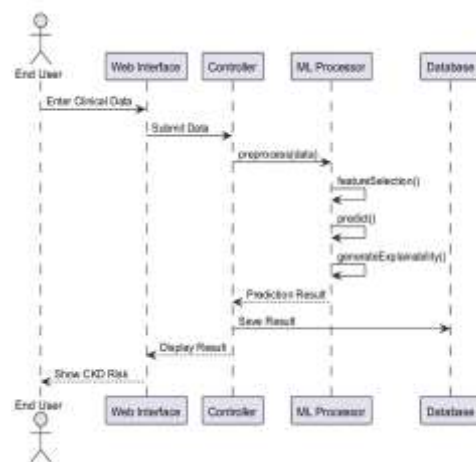 End User
Web Interface Controller ML Processor Database
Enter Clinical Data
Submit Data
preprocess(data)
featureSelection()
predict()
generateExplainability()
Prediction Result
Save Result
Display Result
Show CKD Risk
End User
Web Interface Controller ML Processor Database